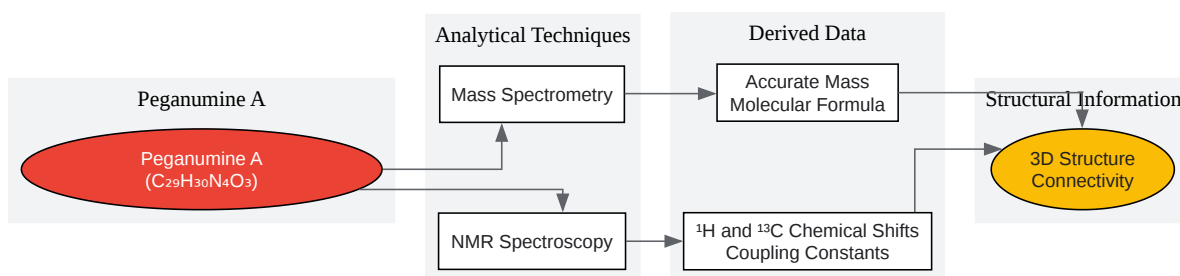 Peganumine A
Peganumine A
(C₂₉H₃₀N₄O₃)
Analytical Techniques
Mass Spectrometry
NMR Spectroscopy
Derived Data
Accurate Mass
Molecular Formula
¹H and ¹³C Chemical Shifts
Coupling Constants
Structural Information
3D Structure
Connectivity